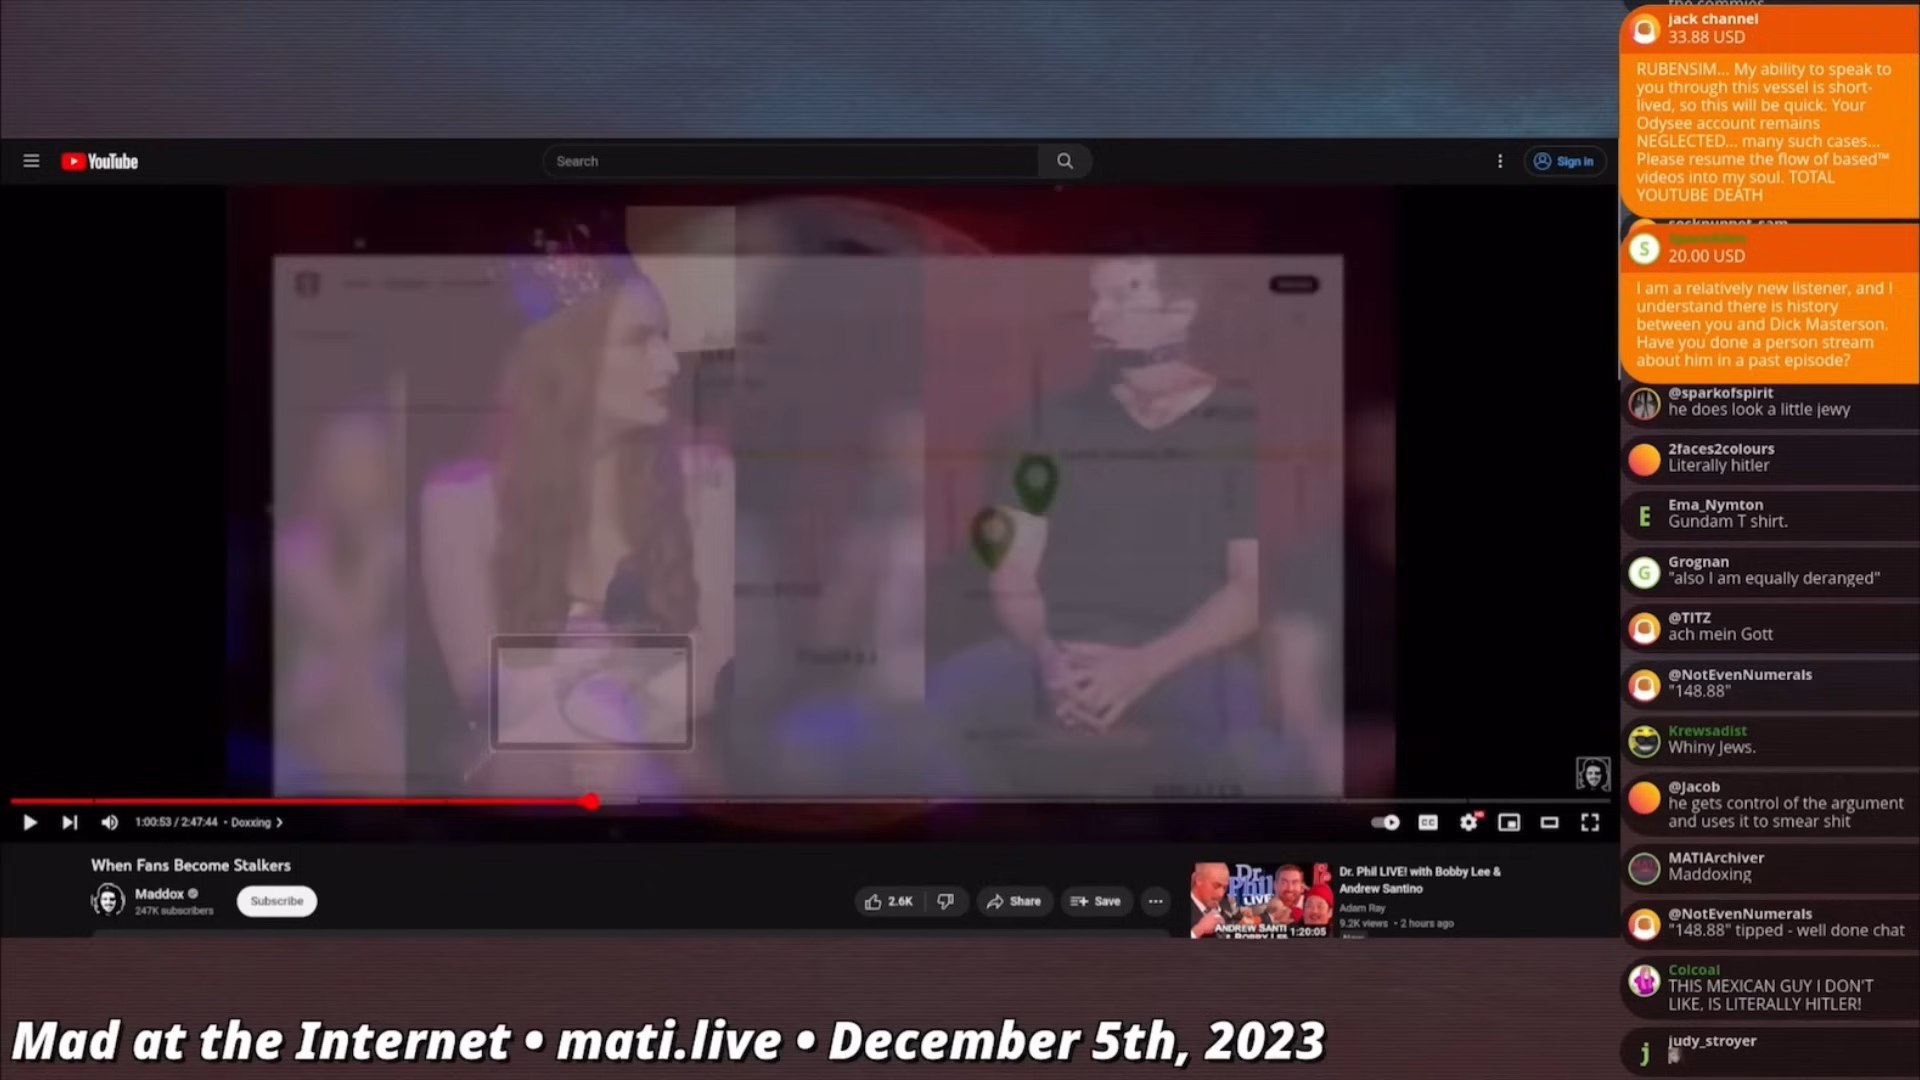 YouTube
Search
Sign in
1:00:53 / 2:47:44 • Doxxing
When Fans Become Stalkers
Maddox
247K subscribers
Subscribe
2.6K
Share
Save
Dr. Phil LIVE
ANDREW SANTI
1:20:05
Dr. Phil LIVE! with Bobby Lee &
Andrew Santino
Adam Ray
9.2K views • 2 hours ago
New
Mad at the Internet • mati.live • December 5th, 2023
jack channel
33.88 USD
RUBENSIM... My ability to speak to
you through this vessel is short-
lived, so this will be quick. Your
Odysee account remains
NEGLECTED... many such cases...
Please resume the flow of based™
videos into my soul. TOTAL
YOUTUBE DEATH
S
20.00 USD
I am a relatively new listener, and I
understand there is history
between you and Dick Masterson.
Have you done a person stream
about him in a past episode?
@sparkofspirit
he does look a little jewy
2faces2colours
Literally hitler
E
Ema_Nymton
Gundam T shirt.
G
Grognan
"also I am equally deranged"
@TITZ
ach mein Gott
@NotEvenNumerals
"148.88"
Krewsadist
Whiny Jews.
@Jacob
he gets control of the argument
and uses it to smear shit
MATIArchiver
Maddoxing
@NotEvenNumerals
"148.88" tipped - well done chat
Colcoal
THIS MEXICAN GUY I DON'T
LIKE, IS LITERALLY HITLER!
j
judy_stroyer